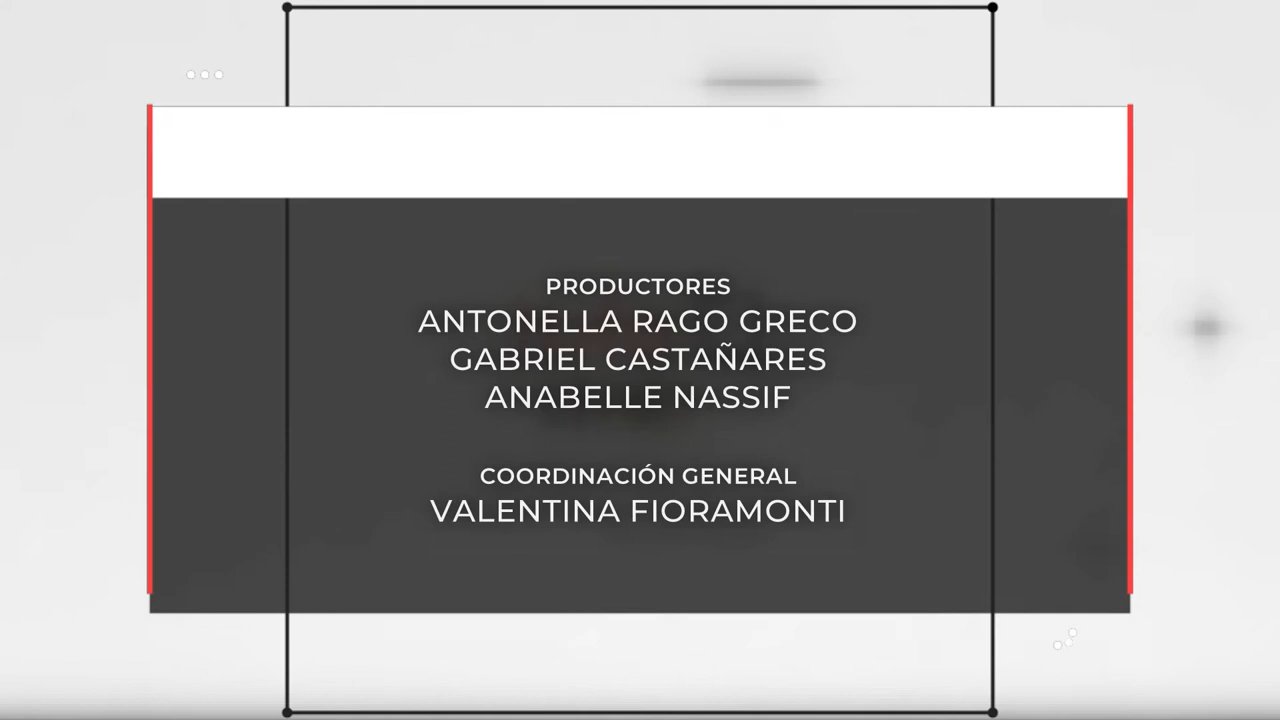 PRODUCTORES
ANTONELLA RAGO GRECO
GABRIEL CASTAÑARES
ANABELLE NASSIF
COORDINACIÓN GENERAL
VALENTINA FIORAMONTI